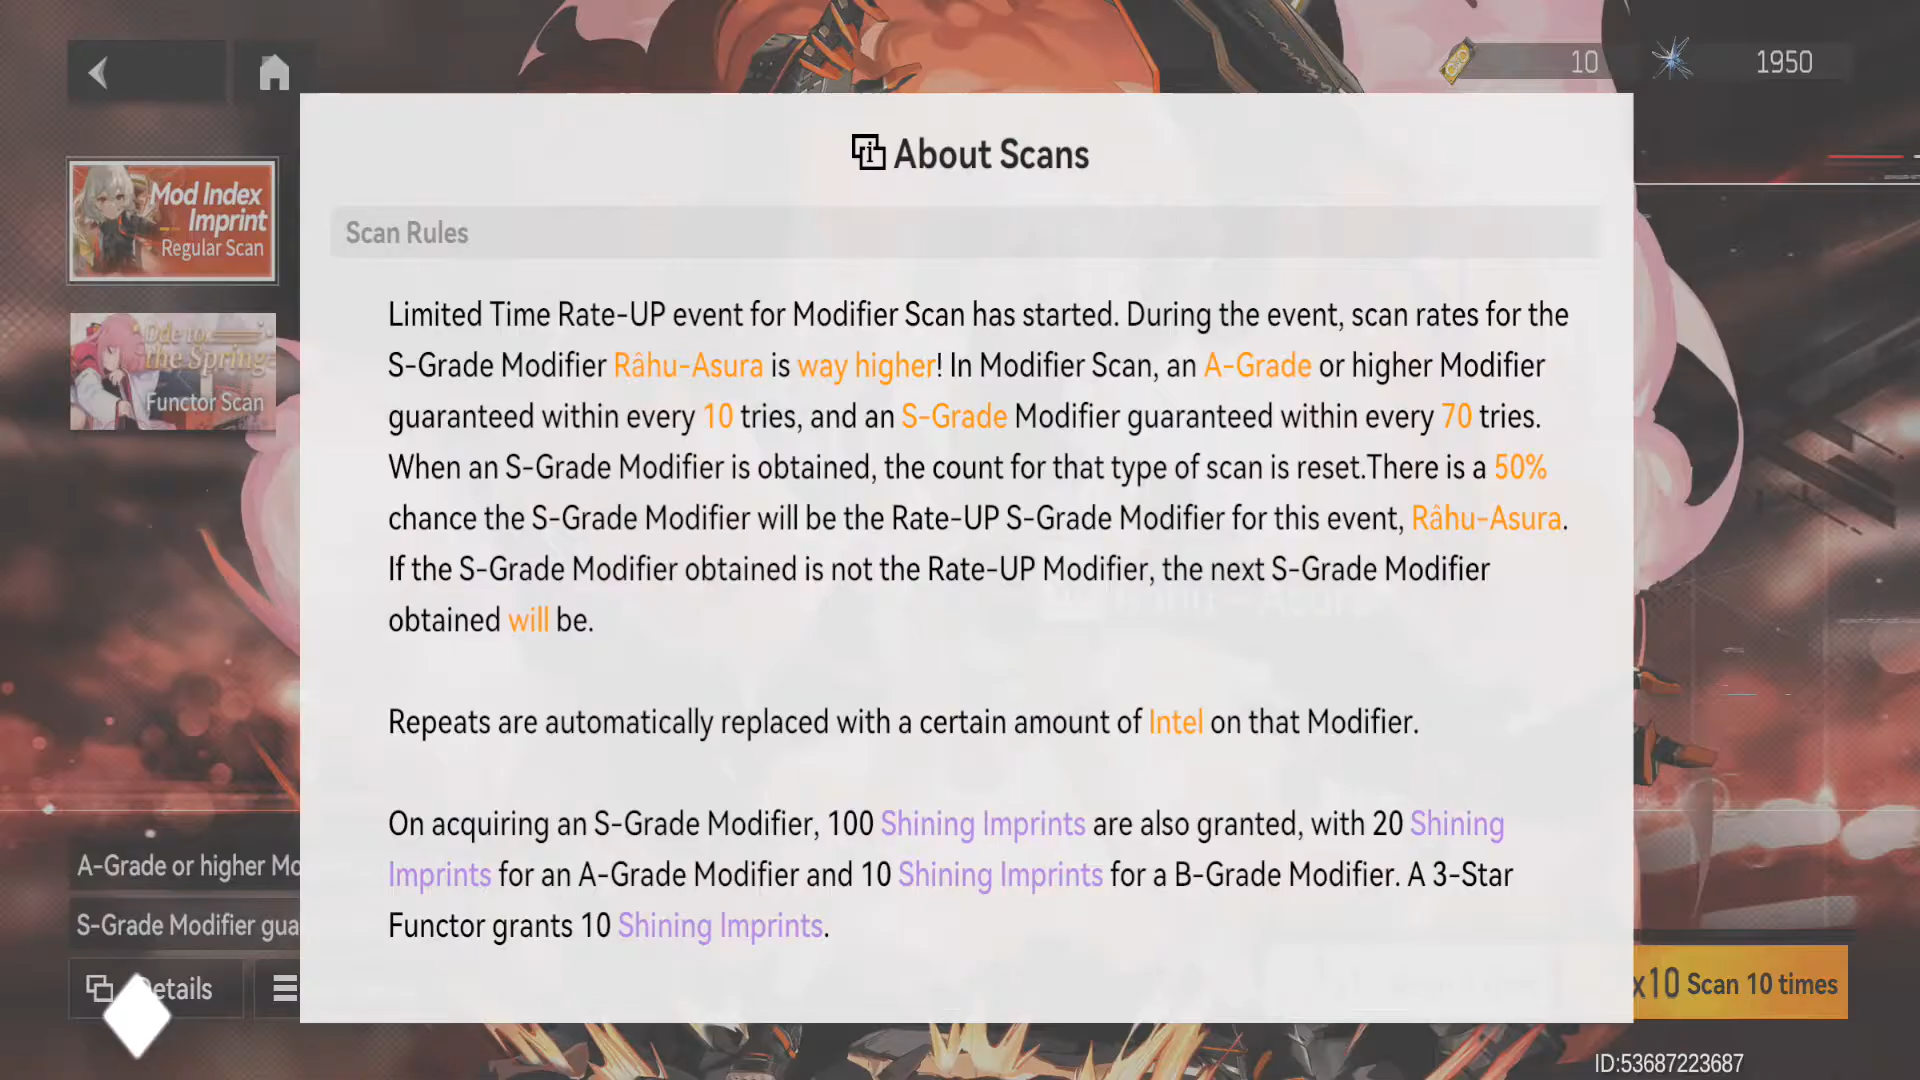 10
1950
About Scans
Mod Index
Imprint
Regular Scan
Scan Rules
Ode to
the Spring
Functor Scan
Limited Time Rate-UP event for Modifier Scan has started. During the event, scan rates for the
S-Grade Modifier Râhu-Asura is way higher! In Modifier Scan, an A-Grade or higher Modifier
guaranteed within every 10 tries, and an S-Grade Modifier guaranteed within every 70 tries.
When an S-Grade Modifier is obtained, the count for that type of scan is reset.There is a 50%
chance the S-Grade Modifier will be the Rate-UP S-Grade Modifier for this event, Râhu-Asura.
If the S-Grade Modifier obtained is not the Rate-UP Modifier, the next S-Grade Modifier
obtained will be.
Repeats are automatically replaced with a certain amount of Intel on that Modifier.
On acquiring an S-Grade Modifier, 100 Shining Imprints are also granted, with 20 Shining
Imprints for an A-Grade Modifier and 10 Shining Imprints for a B-Grade Modifier. A 3-Star
Functor grants 10 Shining Imprints.
A-Grade or higher Mo
S-Grade Modifier gua
etails
x10 Scan 10 times
ID:53687223687